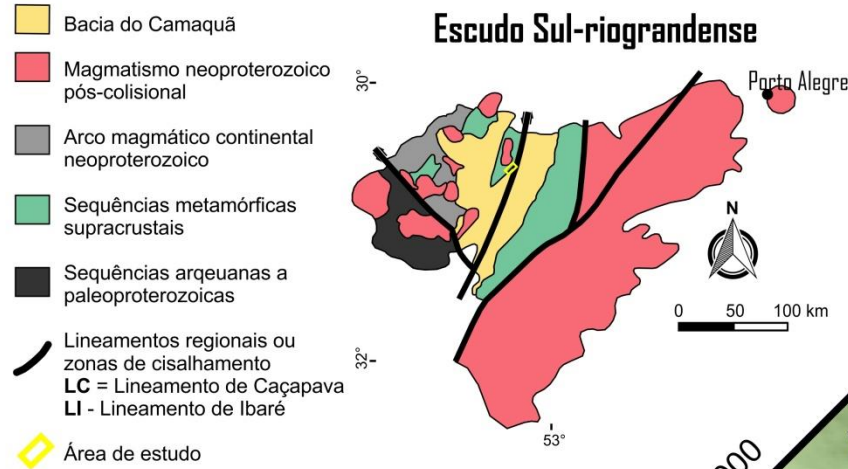 Bacia do Camaquã
Magmatismo neoproterozoico
pós-colisional
Arco magmático continental
neoproterozoico
Sequências metamórficas
supracrustais
Sequências arqeuanas a
paleoproterozoicas
Lineamentos regionais ou
zonas de cisalhamento
LC = Lineamento de Caçapava
LI - Lineamento de Ibaré
Área de estudo
Escudo Sul-riograndense
30°
Porto Alegre
N
0 50 100 km
32°
53°